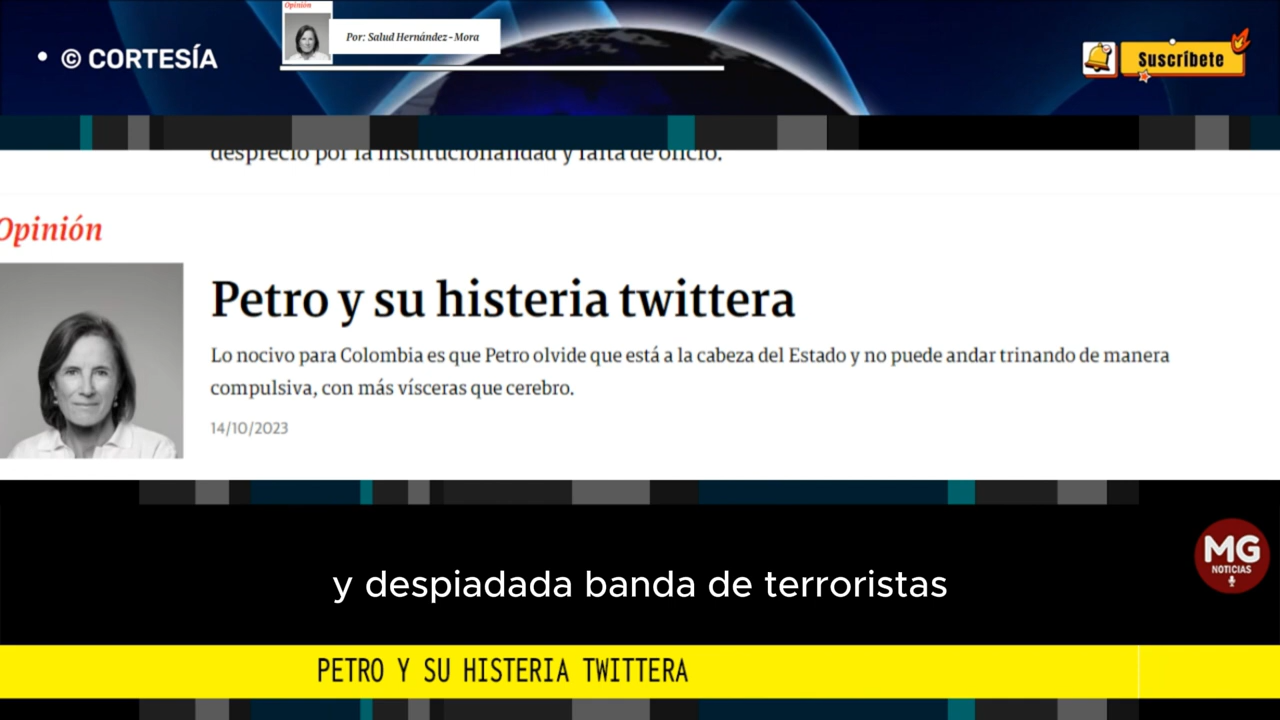 Opinión
Por: Salud Hernández-Mora
• © CORTESÍA
Suscríbete
desprecio por la institucionalidad y falta de oficio.
Opinión
Petro y su histeria twittera
Lo nocivo para Colombia es que Petro olvide que está a la cabeza del Estado y no puede andar trinando de manera
compulsiva, con más vísceras que cerebro.
14/10/2023
MG
NOTICIAS
y despiadada banda de terroristas
PETRO Y SU HISTERIA TWITTERA